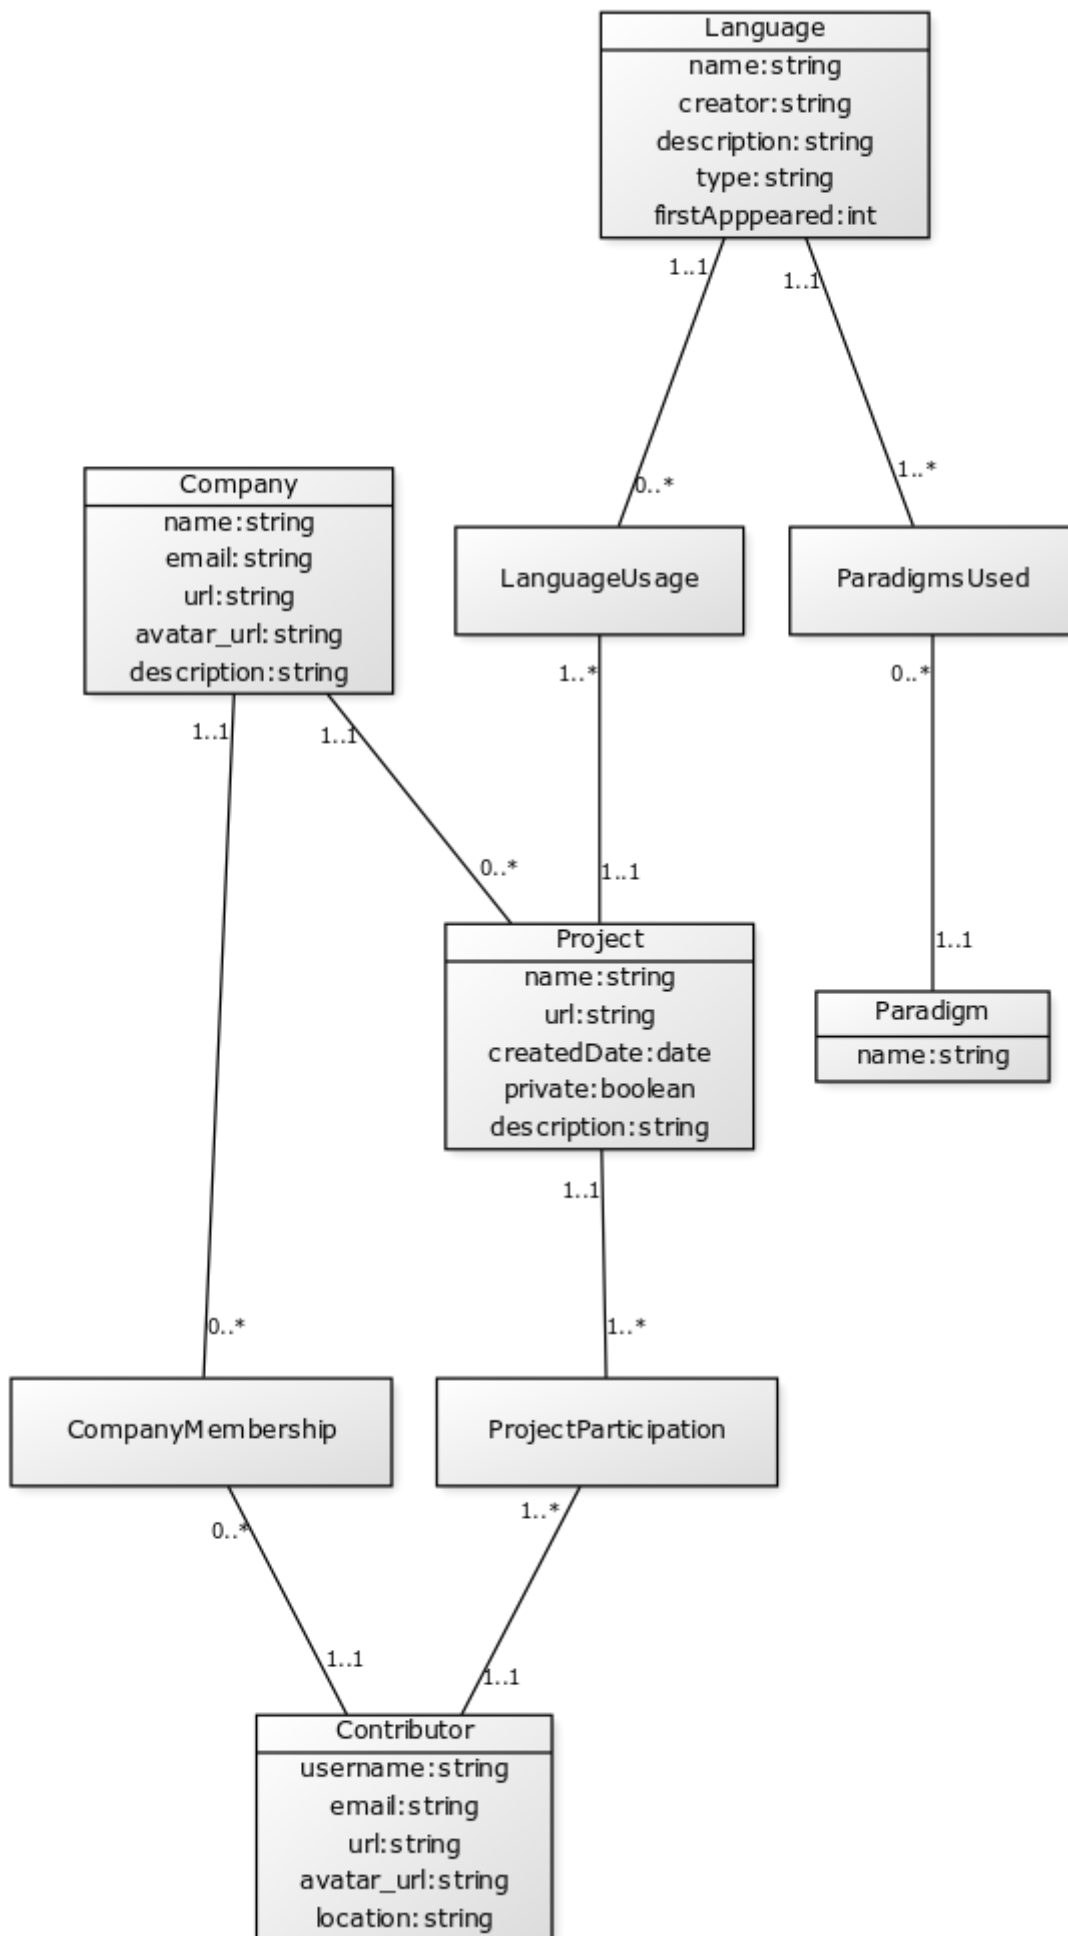 Language
name:string
creator:string
description:string
type:string
firstApppeared:int
1..1
1..1
0..*
1..*
Company
name:string
email:string
url:string
avatar_url:string
description:string
LanguageUsage
ParadigmsUsed
1..*
0..*
1..1
1..1
0..*
1..1
1..1
Project
name:string
url:string
createdDate:date
private:boolean
description:string
Paradigm
name:string
1..1
0..*
1..*
CompanyMembership
ProjectParticipation
0..*
1..*
1..1
1..1
Contributor
username:string
email:string
url:string
avatar_url:string
location:string